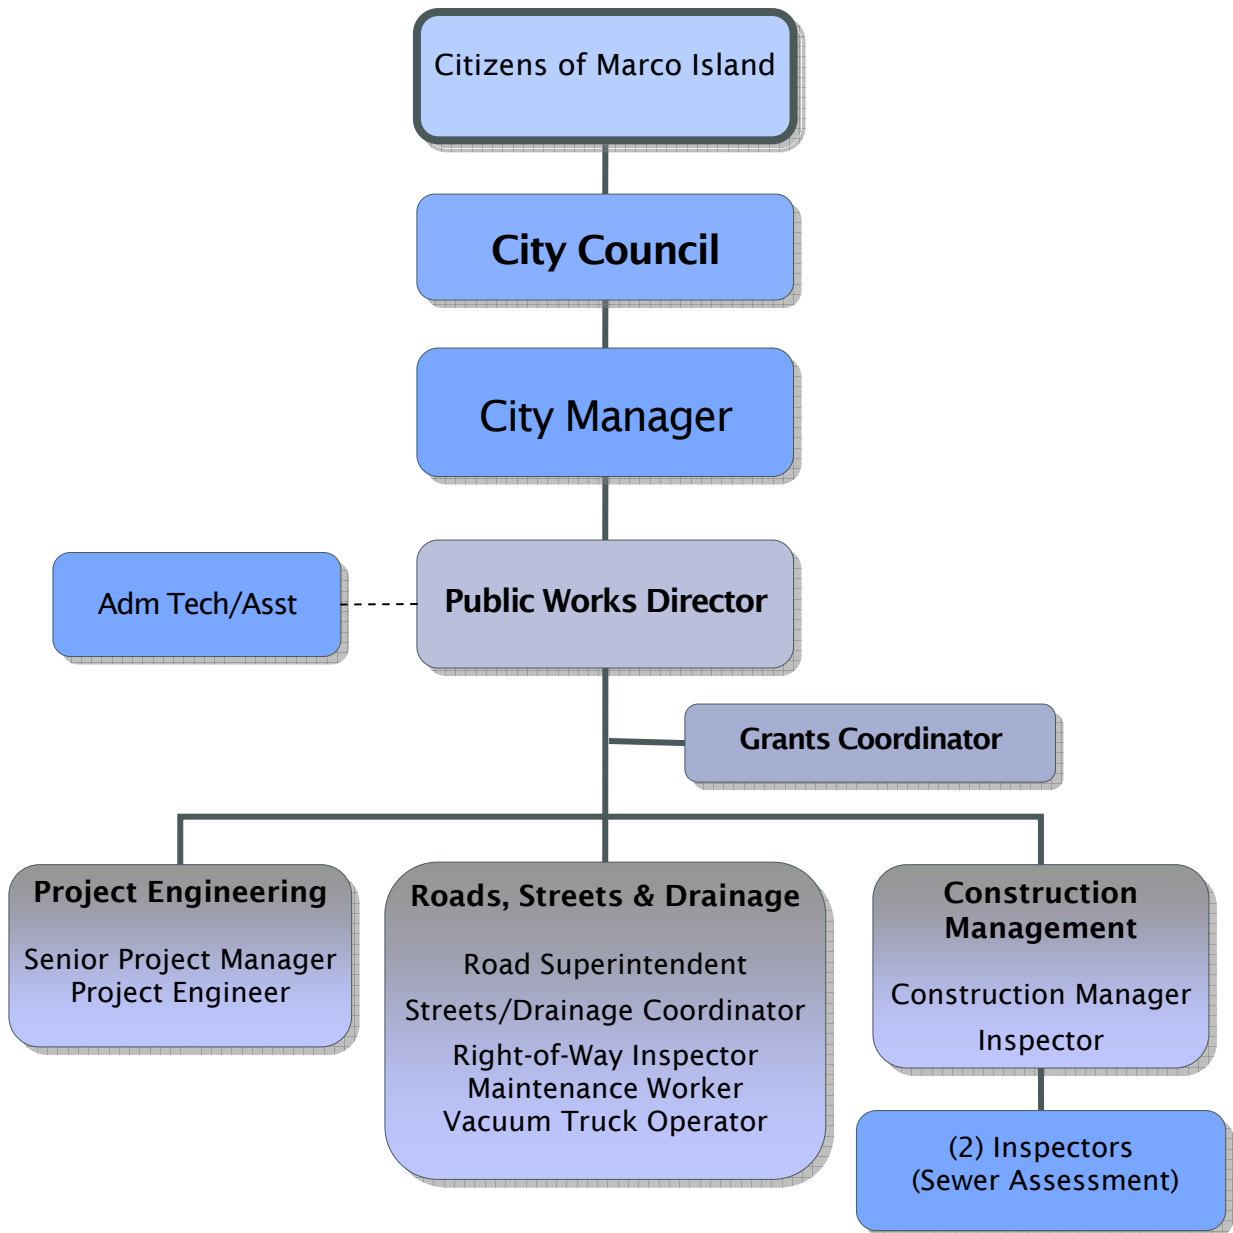 Citizens of Marco Island
City Council
City Manager
Adm Tech/Asst
Public Works Director
Grants Coordinator
Project Engineering
Senior Project Manager
Project Engineer
Roads, Streets & Drainage
Road Superintendent
Streets/Drainage Coordinator
Right-of-Way Inspector
Maintenance Worker
Vacuum Truck Operator
Construction
Management
Construction Manager
Inspector
(2) Inspectors
(Sewer Assessment)